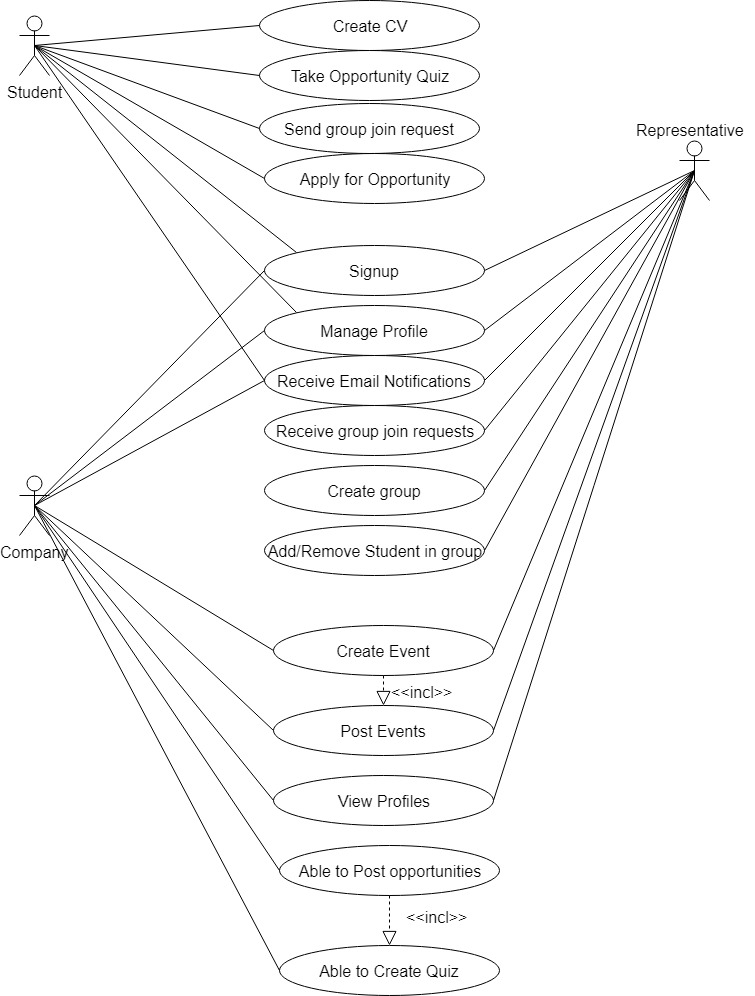 Create CV
Take Opportunity Quiz
Student
Send group join request
Representative
Apply for Opportunity
Signup
Manage Profile
Receive Email Notifications
Receive group join requests
Create group
Company
Add/Remove Student in group
Create Event
<<incl>>
Post Events
View Profiles
Able to Post opportunities
<<incl>>
Able to Create Quiz